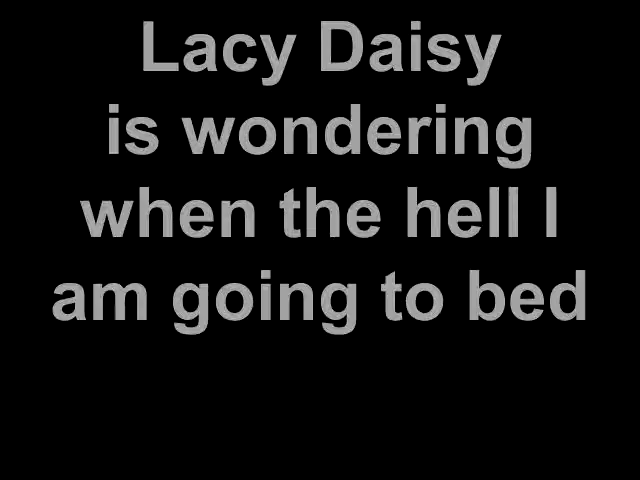 Lacy Daisy
is wondering
when the hell I
am going to bed